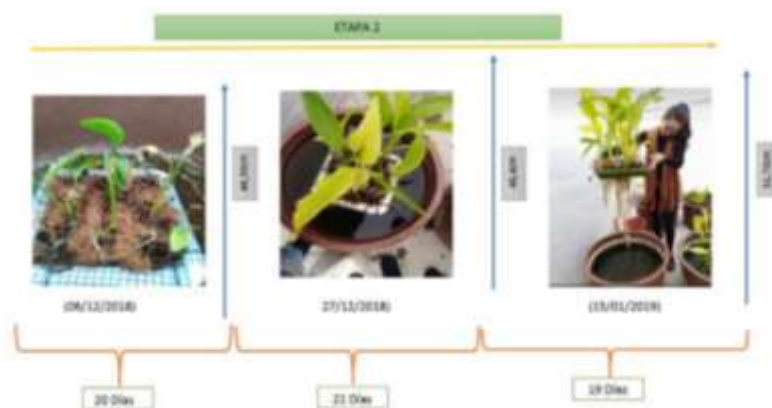 ETAPA 2
(08/12/2018)
27/12/2018)
(15/01/2019)
20 Días
21 Días
19 Días